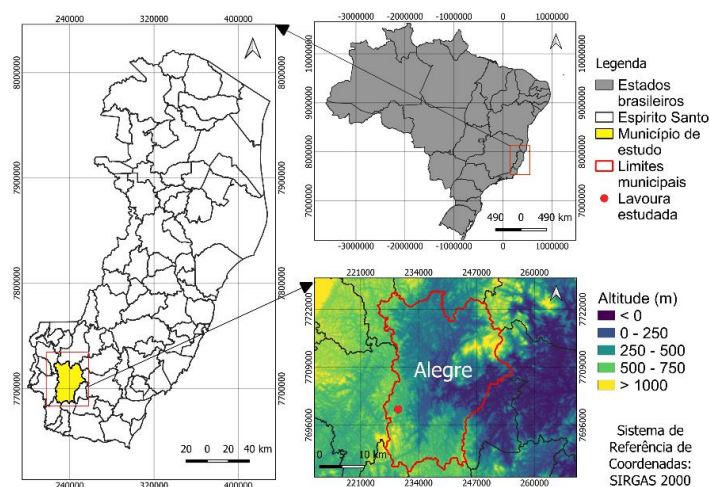 240000 320000 400000
8000000
7900000
7800000
7700000
20 0 20 40 km
240000 320000 400000
-3000000 -2000000 -1000000 0 1000000
10000000
9000000
8000000
7000000
490 0 490 km
-3000000 -2000000 -1000000 0 1000000
Legenda
Estados
brasileiros
Espirito Santo
Município de
estudo
Limites
municipais
Lavoura
estudada
221000 234000 247000 260000
7722000
7709000
7696000
Alegre
0 10 km
221000 234000 247000 260000
Altitude (m)
< 0
0 - 250
250 - 500
500 - 750
> 1000
Sistema de
Referência de
Coordenadas:
SIRGAS 2000